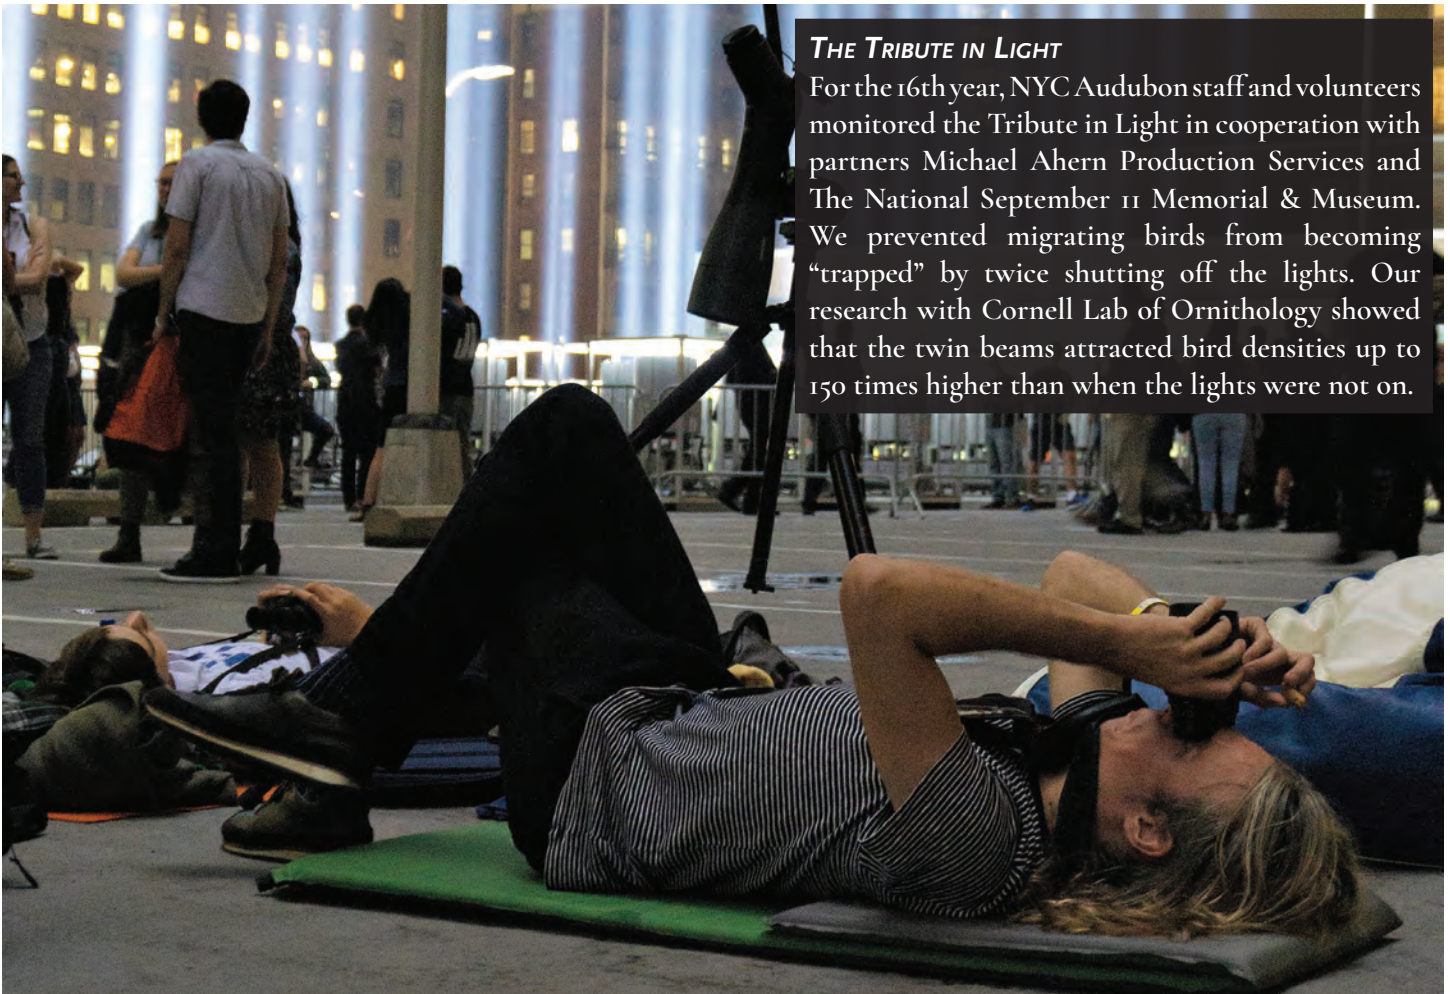 The Tribute in Light
For the 16th year, NYC Audubon staff and volunteers
monitored the Tribute in Light in cooperation with
partners Michael Ahern Production Services and
The National September 11 Memorial & Museum.
We prevented migrating birds from becoming
“trapped” by twice shutting off the lights. Our
research with Cornell Lab of Ornithology showed
that the twin beams attracted bird densities up to
150 times higher than when the lights were not on.